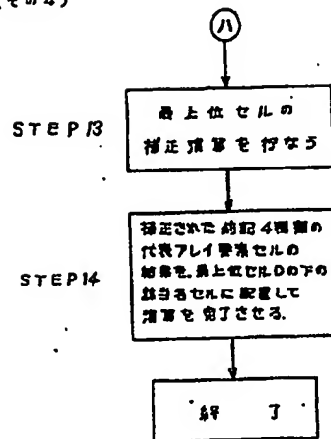 (その4)
ハ
STEP13
最上位セルの
補正演算を行なう
STEP14
補正された前記4種類の
代表アレイ要素セルの
結果を、最上位セルDの下の
該当るセルに配置して
演算を完了させる。
終了